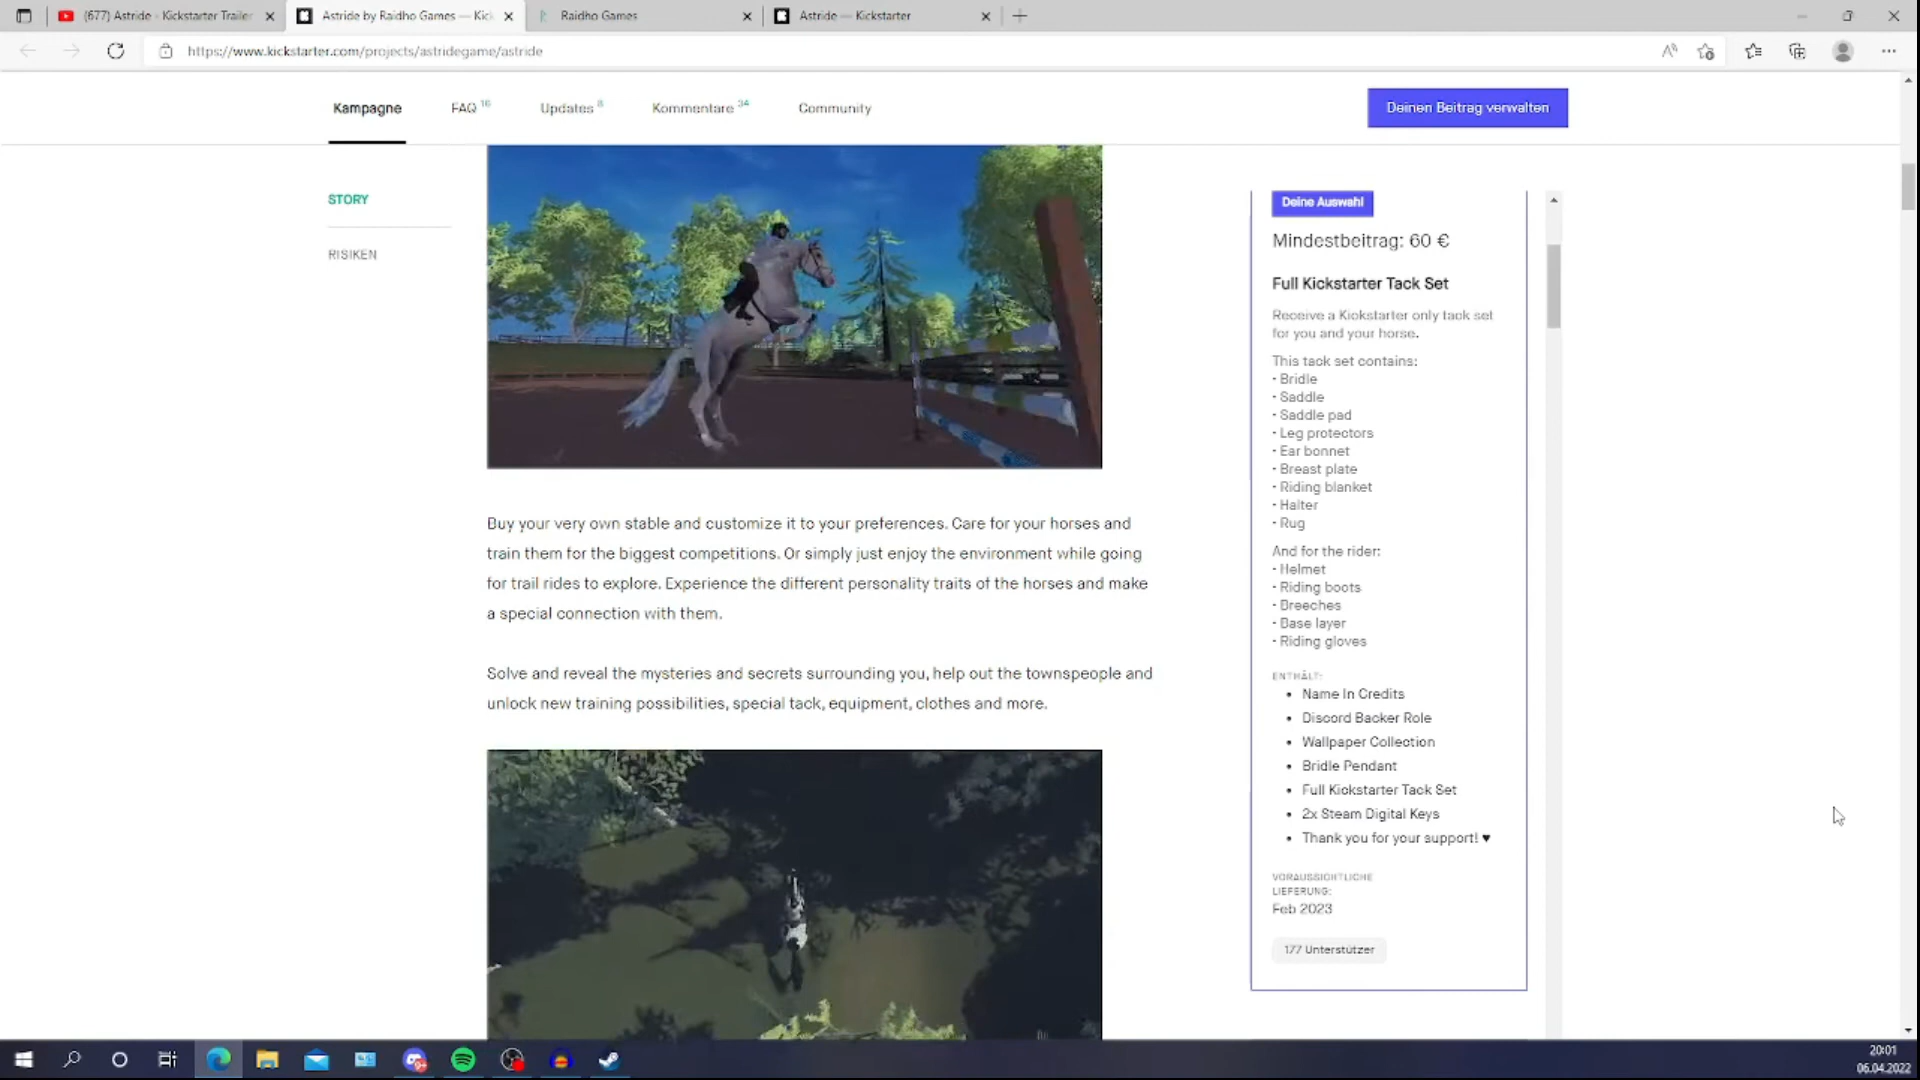 (677) Astride - Kickstarter Trailer
Astride by Raidho Games — Kick
Raidho Games
Astride — Kickstarter
https://www.kickstarter.com/projects/astridegame/astride
Kampagne
FAQ 16
Updates 8
Kommentare 34
Community
Deinen Beitrag verwalten
STORY
RISIKEN
Buy your very own stable and customize it to your preferences. Care for your horses and
train them for the biggest competitions. Or simply just enjoy the environment while going
for trail rides to explore. Experience the different personality traits of the horses and make
a special connection with them.
Solve and reveal the mysteries and secrets surrounding you, help out the townspeople and
unlock new training possibilities, special tack, equipment, clothes and more.
Deine Auswahl
Mindestbeitrag: 60 €
Full Kickstarter Tack Set
Receive a Kickstarter only tack set
for you and your horse.
This tack set contains:
- Bridle
- Saddle
- Saddle pad
- Leg protectors
- Ear bonnet
- Breast plate
- Riding blanket
- Halter
- Rug
And for the rider:
- Helmet
- Riding boots
- Breeches
- Base layer
- Riding gloves
ENTHÄLT:
• Name In Credits
• Discord Backer Role
• Wallpaper Collection
• Bridle Pendant
• Full Kickstarter Tack Set
• 2x Steam Digital Keys
• Thank you for your support! ♥
VORAUSSICHTLICHE
LIEFERUNG:
Feb 2023
177 Unterstützer
20:01
06.04.2022